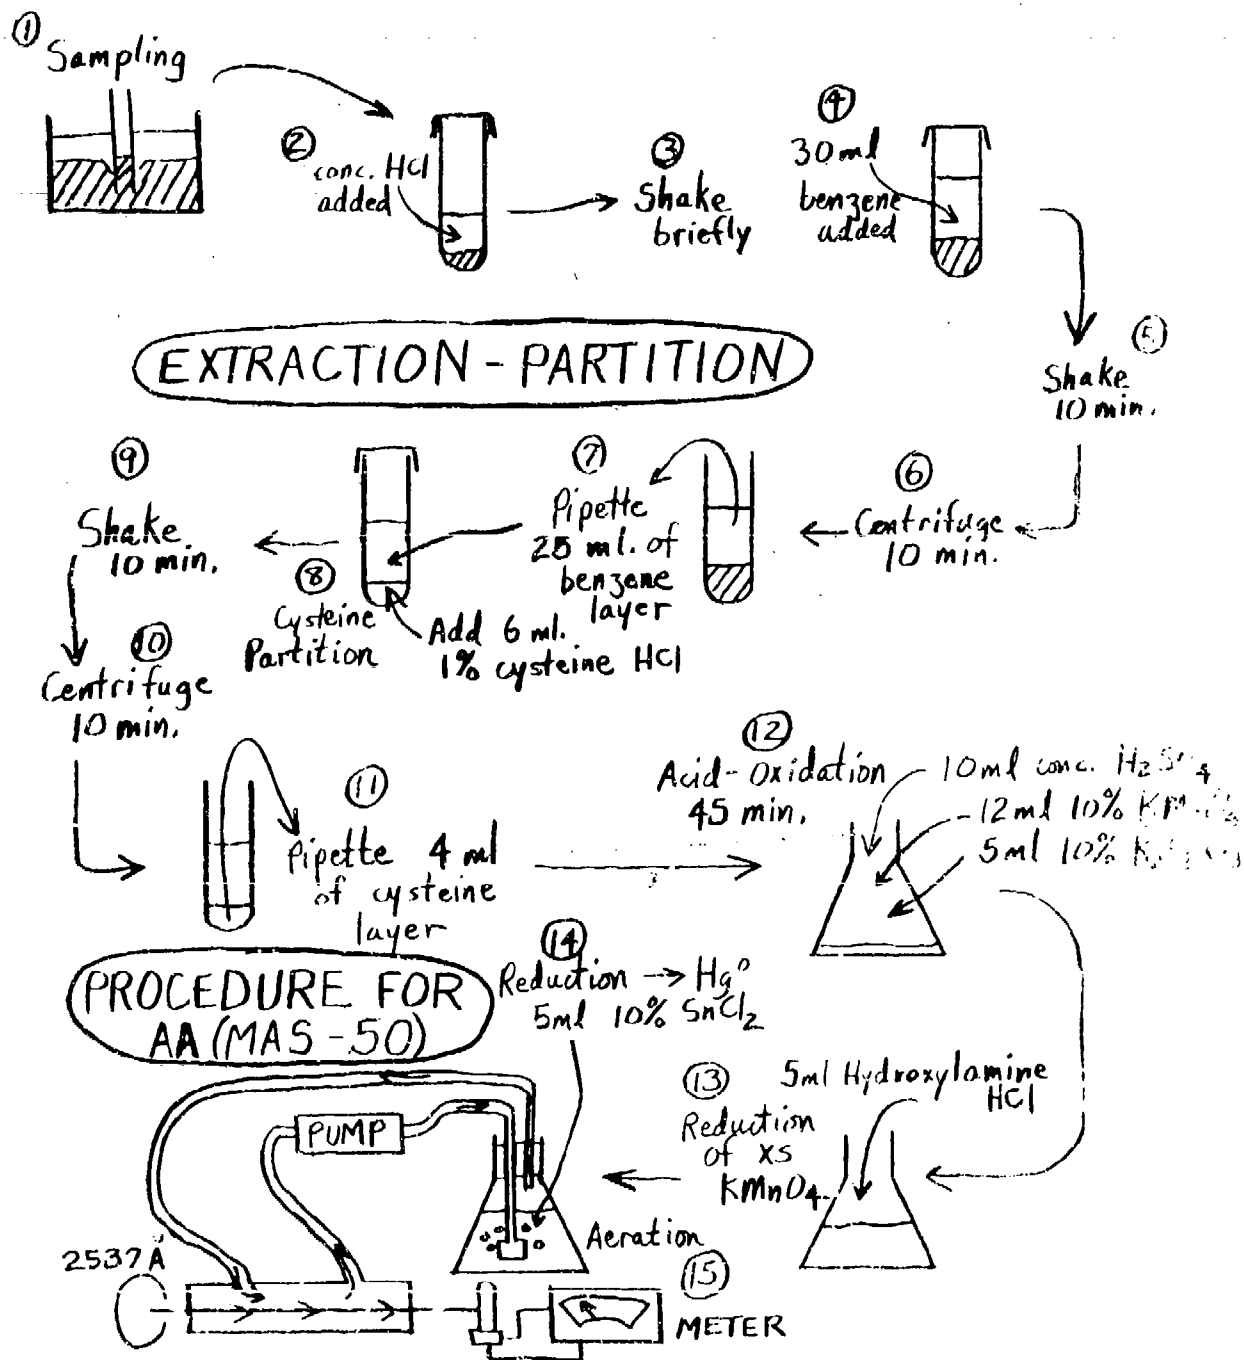 ① Sampling
② conc. HCl
added
③
Shake
briefly
④
30 ml
benzene
added
⑤
Shake
10 min.
EXTRACTION - PARTITION
⑥
Centrifuge
10 min.
⑦
Pipette
25 ml. of
benzene
layer
⑧
Cysteine
Partition
Add 6 ml.
1% cysteine HCl
⑨
Shake
10 min.
⑩
Centrifuge
10 min.
⑪
Pipette 4 ml
of cysteine
layer
⑫
Acid-Oxidation
45 min.
10ml conc. H2SO4
12ml 10%
5ml 10%
PROCEDURE FOR
AA (MAS-50)
⑬ 5ml Hydroxylamine
HCl
Reduction
of xs
KMnO4
⑭
Reduction → Hg°
5ml 10% SnCl2
PUMP
Aeration
2537 Å
⑮
METER